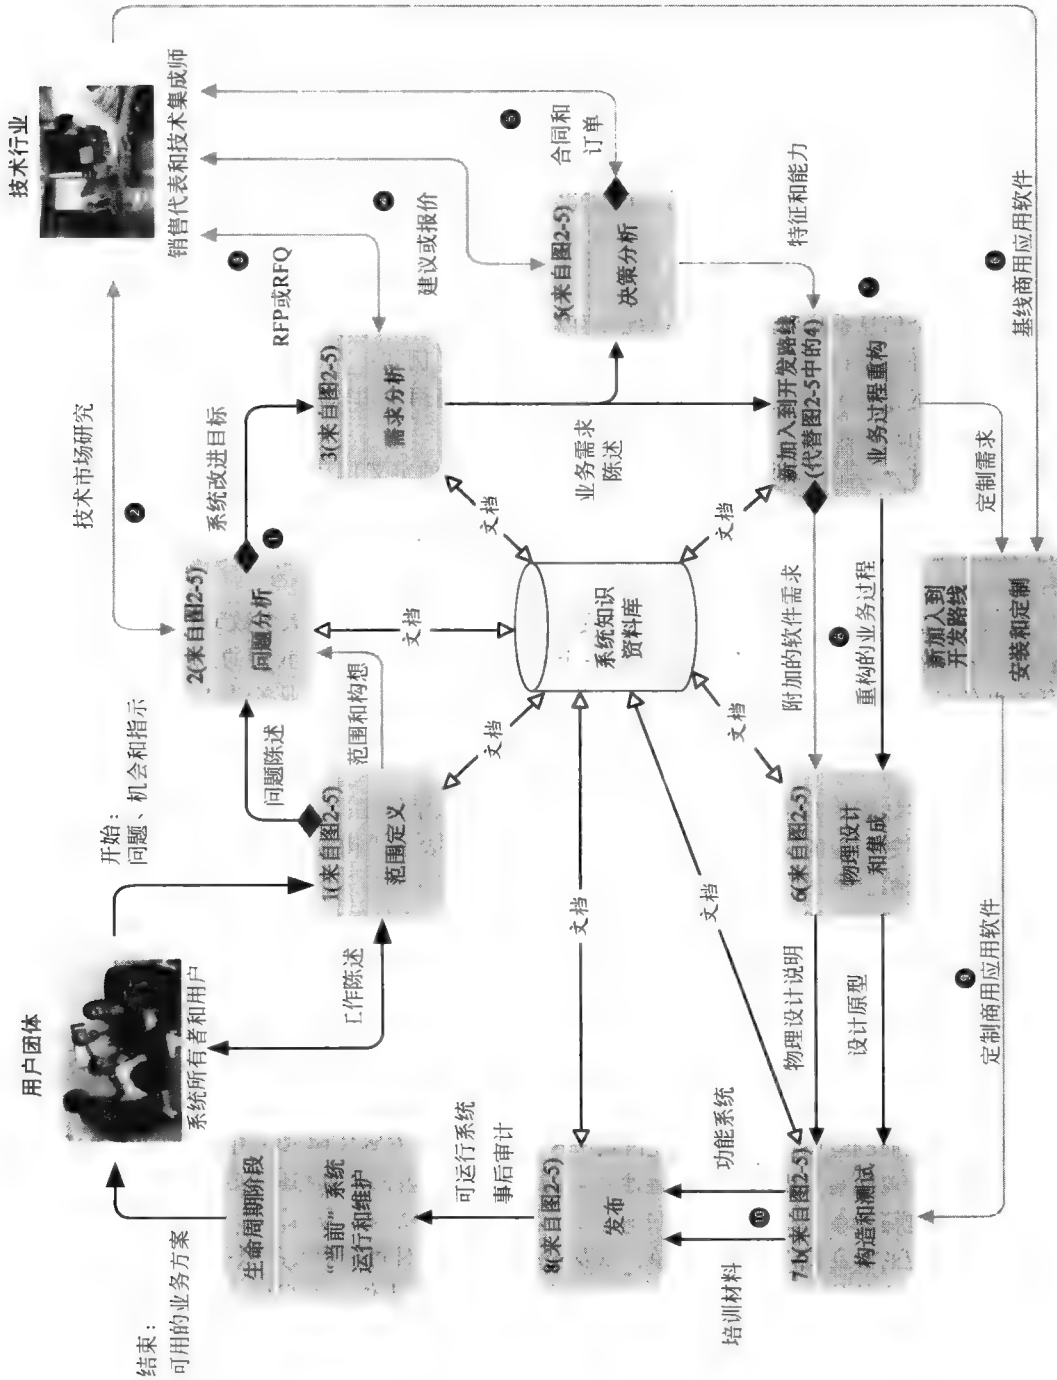 用户团体
系统所有者和用户
技术行业
销售代表和技术集成师
结束：
可用的业务方案
开始：
问题、机会和指示
技术市场研究
❷
生命周期阶段
“当前”系统
运行和维护
工作陈述
1(来自图2-5)
范围定义
问题陈述
范围和构想
2(来自图2-5)
问题分析
❶
系统改进目标
❸
RFP或RFQ
3(来自图2-5)
需求分析
❹
建议或报价
❺
合同和
订单
5(来自图2-5)
决策分析
特征和能力
可运行系统
事后审计
文档
文档
文档
文档
文档
文档
文档
系统知识
资料库
业务需求
陈述
8(来自图2-5)
发布
功能系统
❿
培训材料
7-b(来自图2-5)
构造和测试
物理设计说明
设计原型
6(来自图2-5)
物理设计
和集成
附加的软件需求
❽
重构的业务过程
新加入到开发路线
(代替图2-5中的4)
业务过程重构
❼
定制需求
新加入到
开发路线
安装和定制
❻
基线商用应用软件
❾
定制商用应用软件